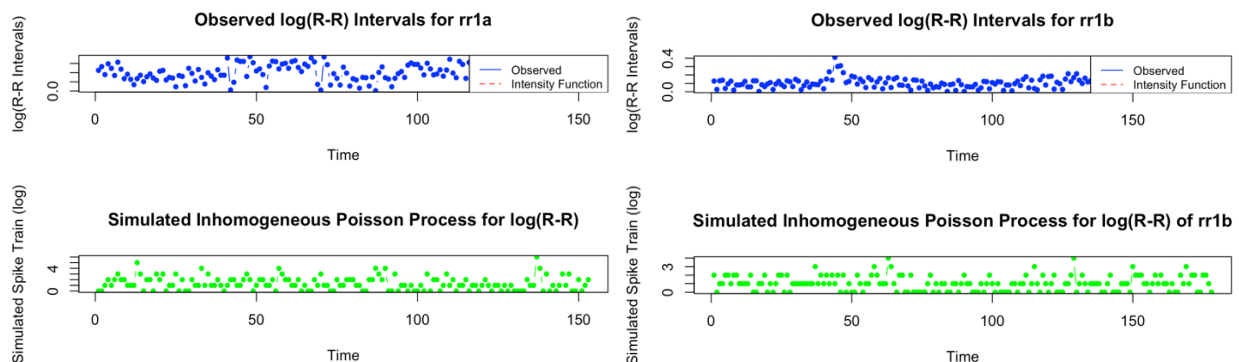 Observed log(R-R) Intervals for rr1a
log(R-R Intervals)
0.0
Observed
Intensity Function
0 50 100 150
Time
Observed log(R-R) Intervals for rr1b
log(R-R Intervals)
0.0 0.4
Observed
Intensity Function
0 50 100 150
Time
Simulated Inhomogeneous Poisson Process for log(R-R)
Simulated Spike Train (log)
0 4
0 50 100 150
Time
Simulated Inhomogeneous Poisson Process for log(R-R) of rr1b
Simulated Spike Train (log
0 3
0 50 100 150
Time